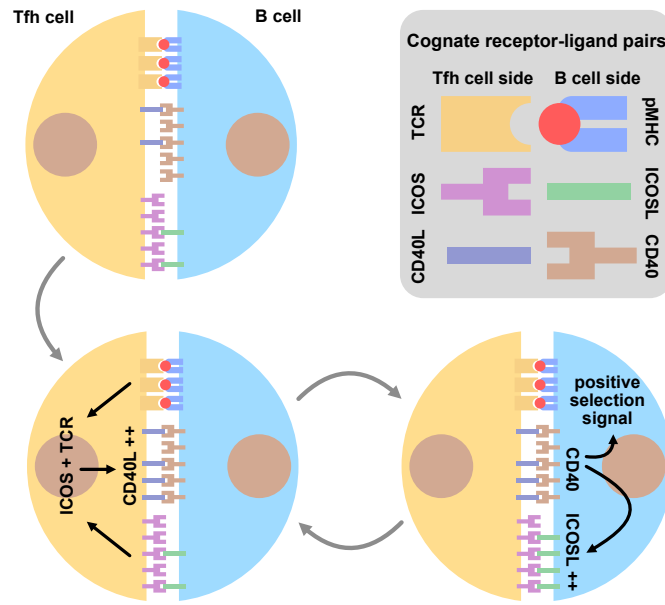 Tfh cell
B cell
Cognate receptor-ligand pairs
Tfh cell side
B cell side
TCR
pMHC
ICOS
ICOSL
CD40L
CD40
ICOS + TCR
CD40L ++
positive
selection
signal
CD40
ICOSL ++